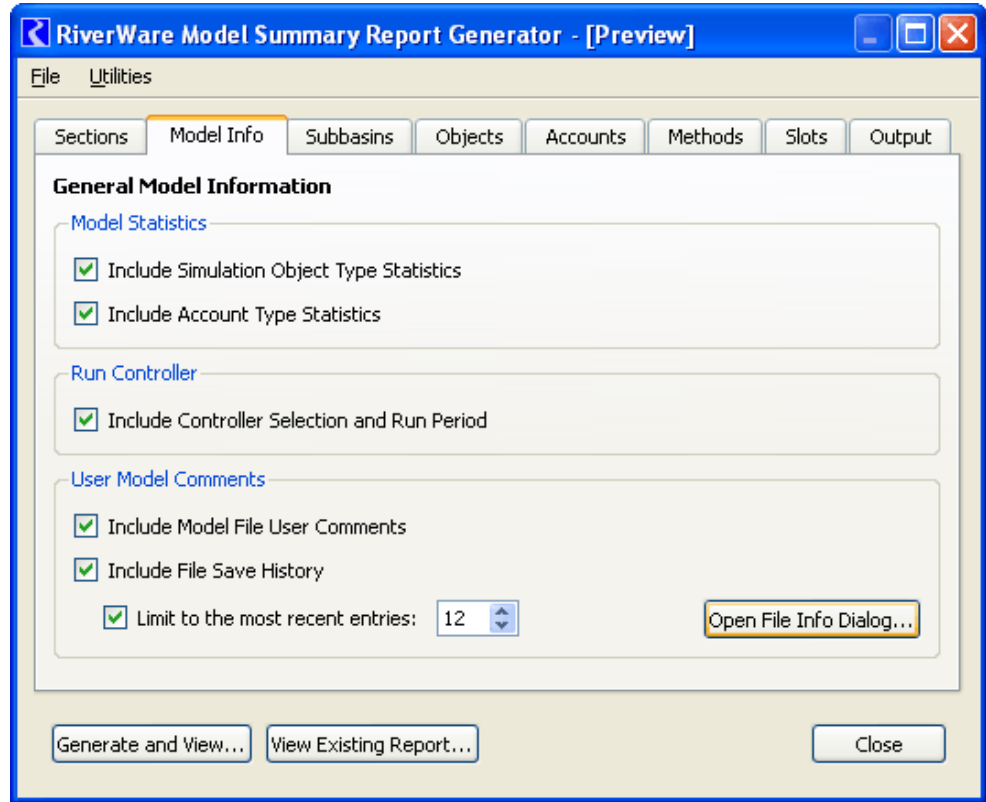 RiverWare Model Summary Report Generator - [Preview]
File Utilities
Sections Model Info Subbasins Objects Accounts Methods Slots Output
General Model Information
Model Statistics
Include Simulation Object Type Statistics
Include Account Type Statistics
Run Controller
Include Controller Selection and Run Period
User Model Comments
Include Model File User Comments
Include File Save History
Limit to the most recent entries: 12 Open File Info Dialog...
Generate and View... View Existing Report... Close